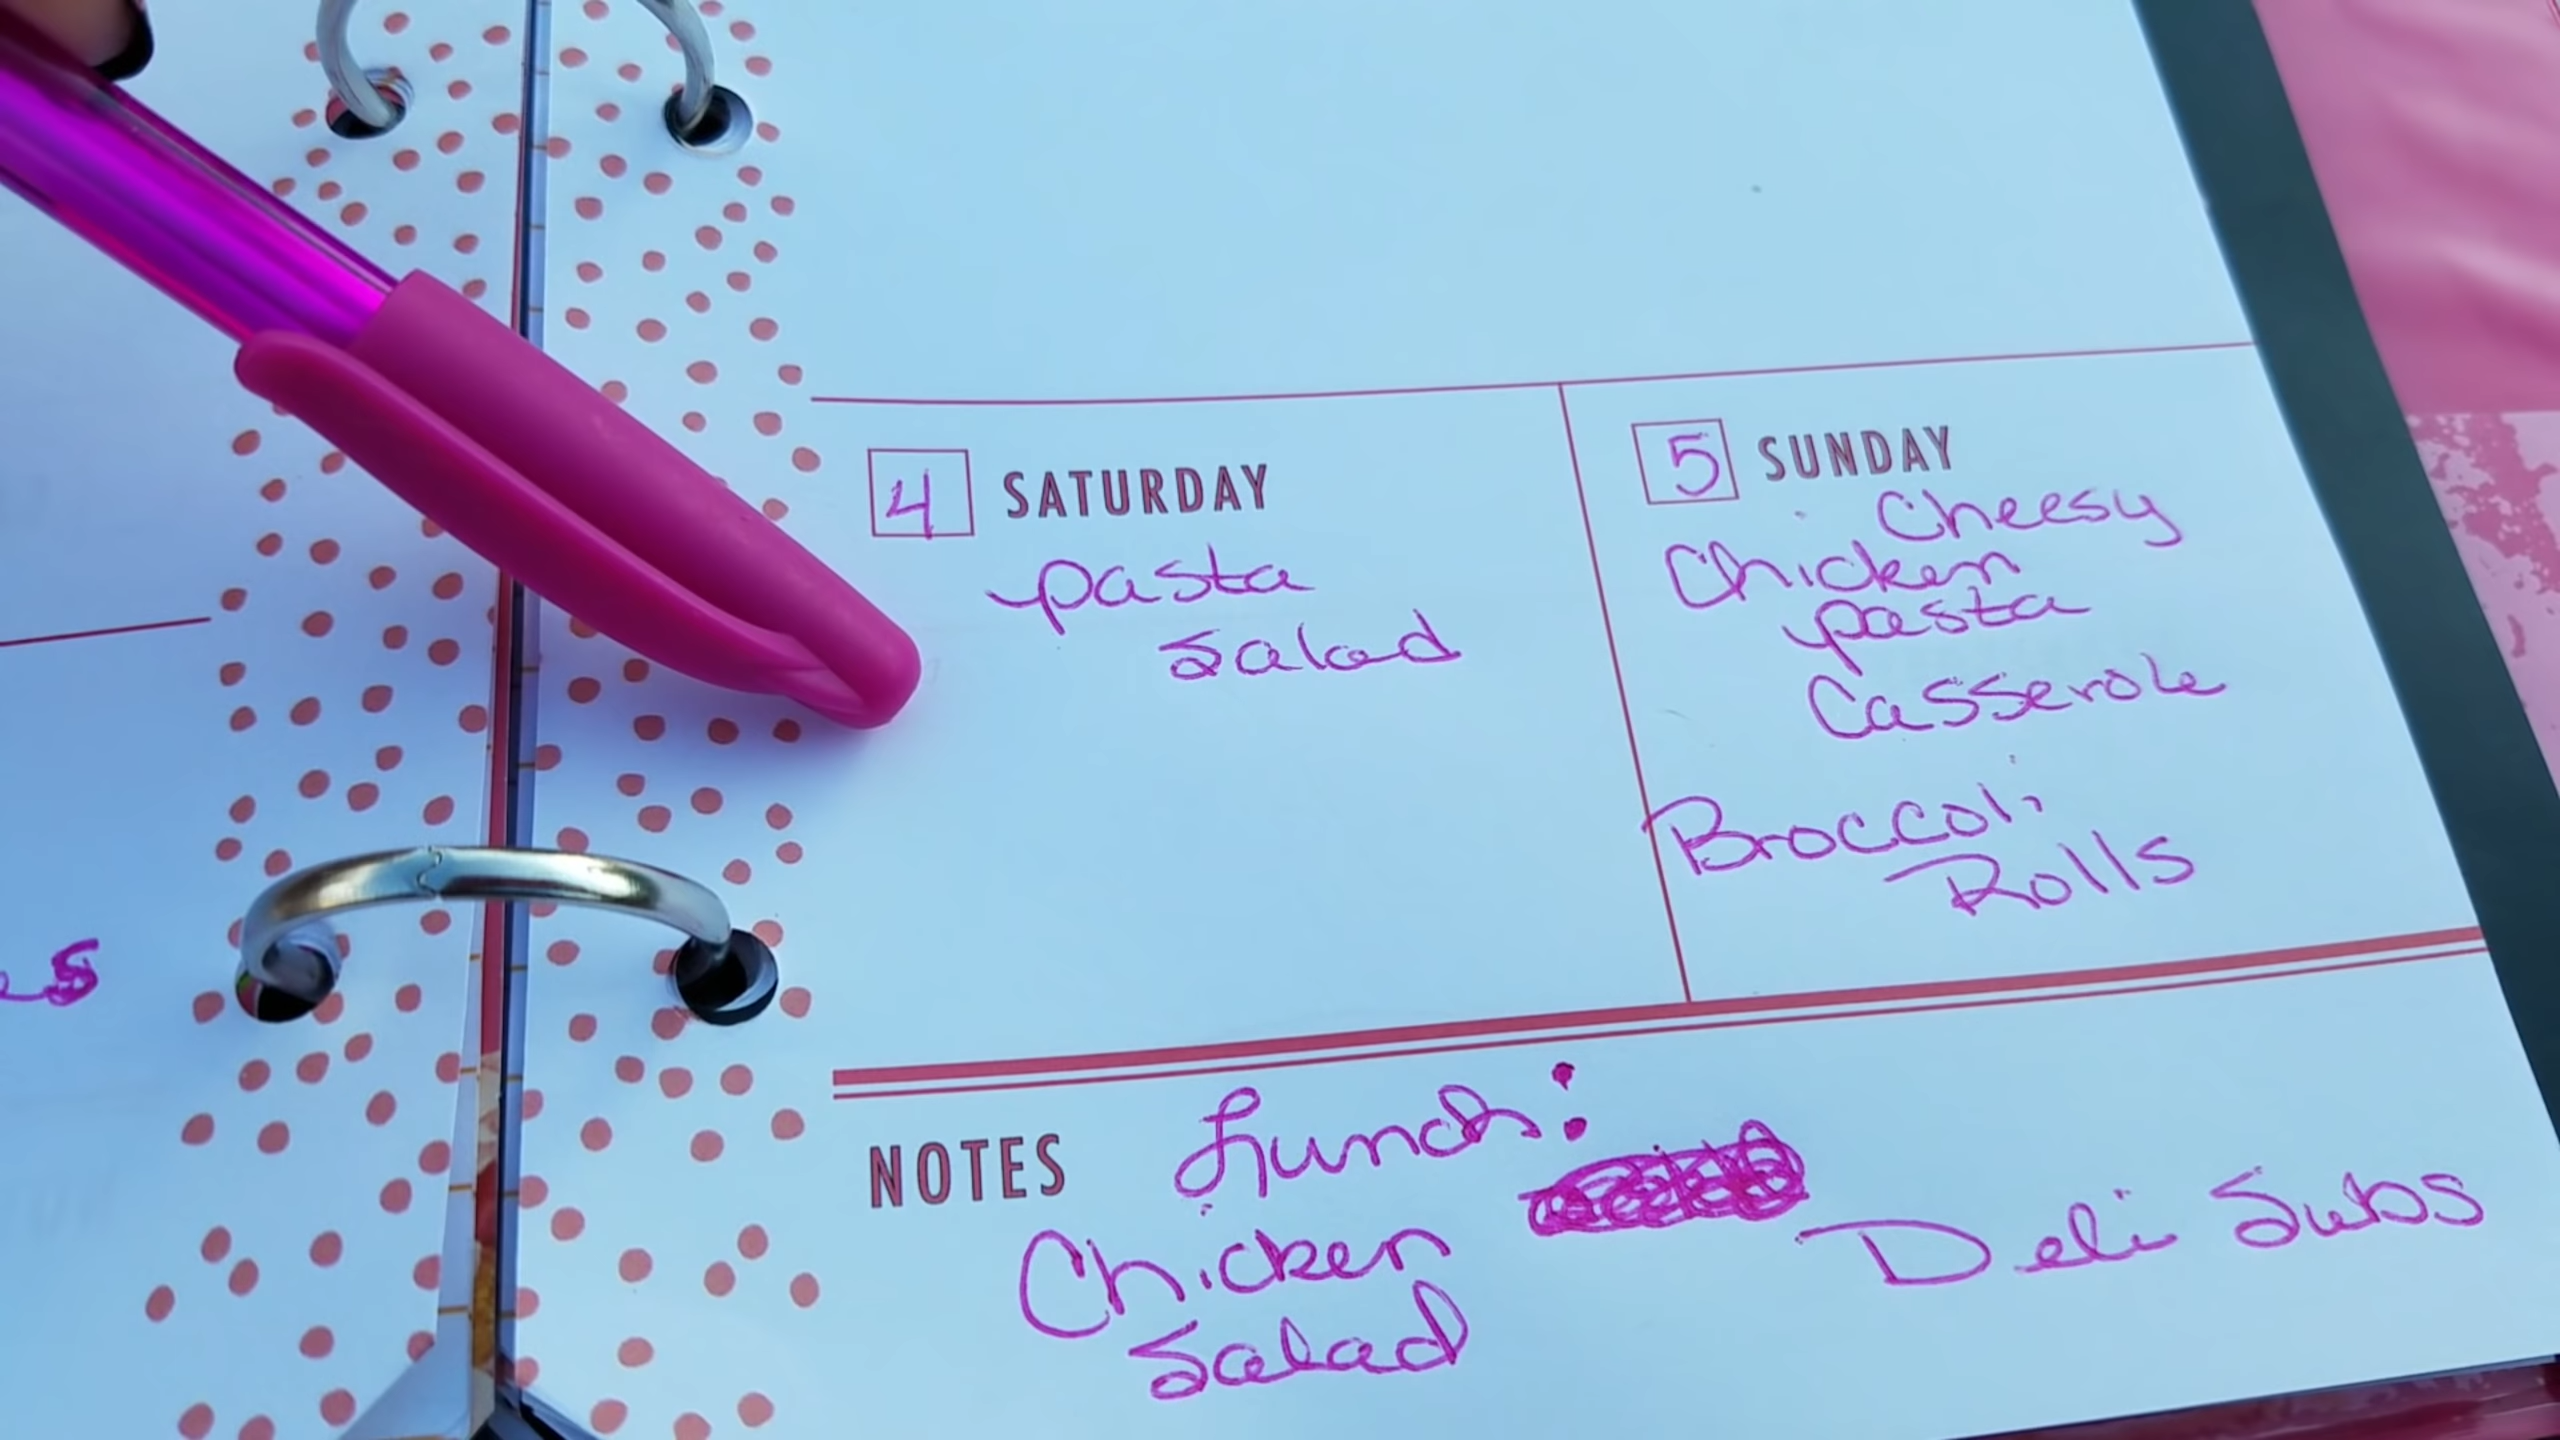 4 SATURDAY
pasta
salad
5 SUNDAY
Cheesy
Chicken
pasta
Casserole
Broccoli
Rolls
NOTES Lunch:
Chicken
Salad
Deli Subs